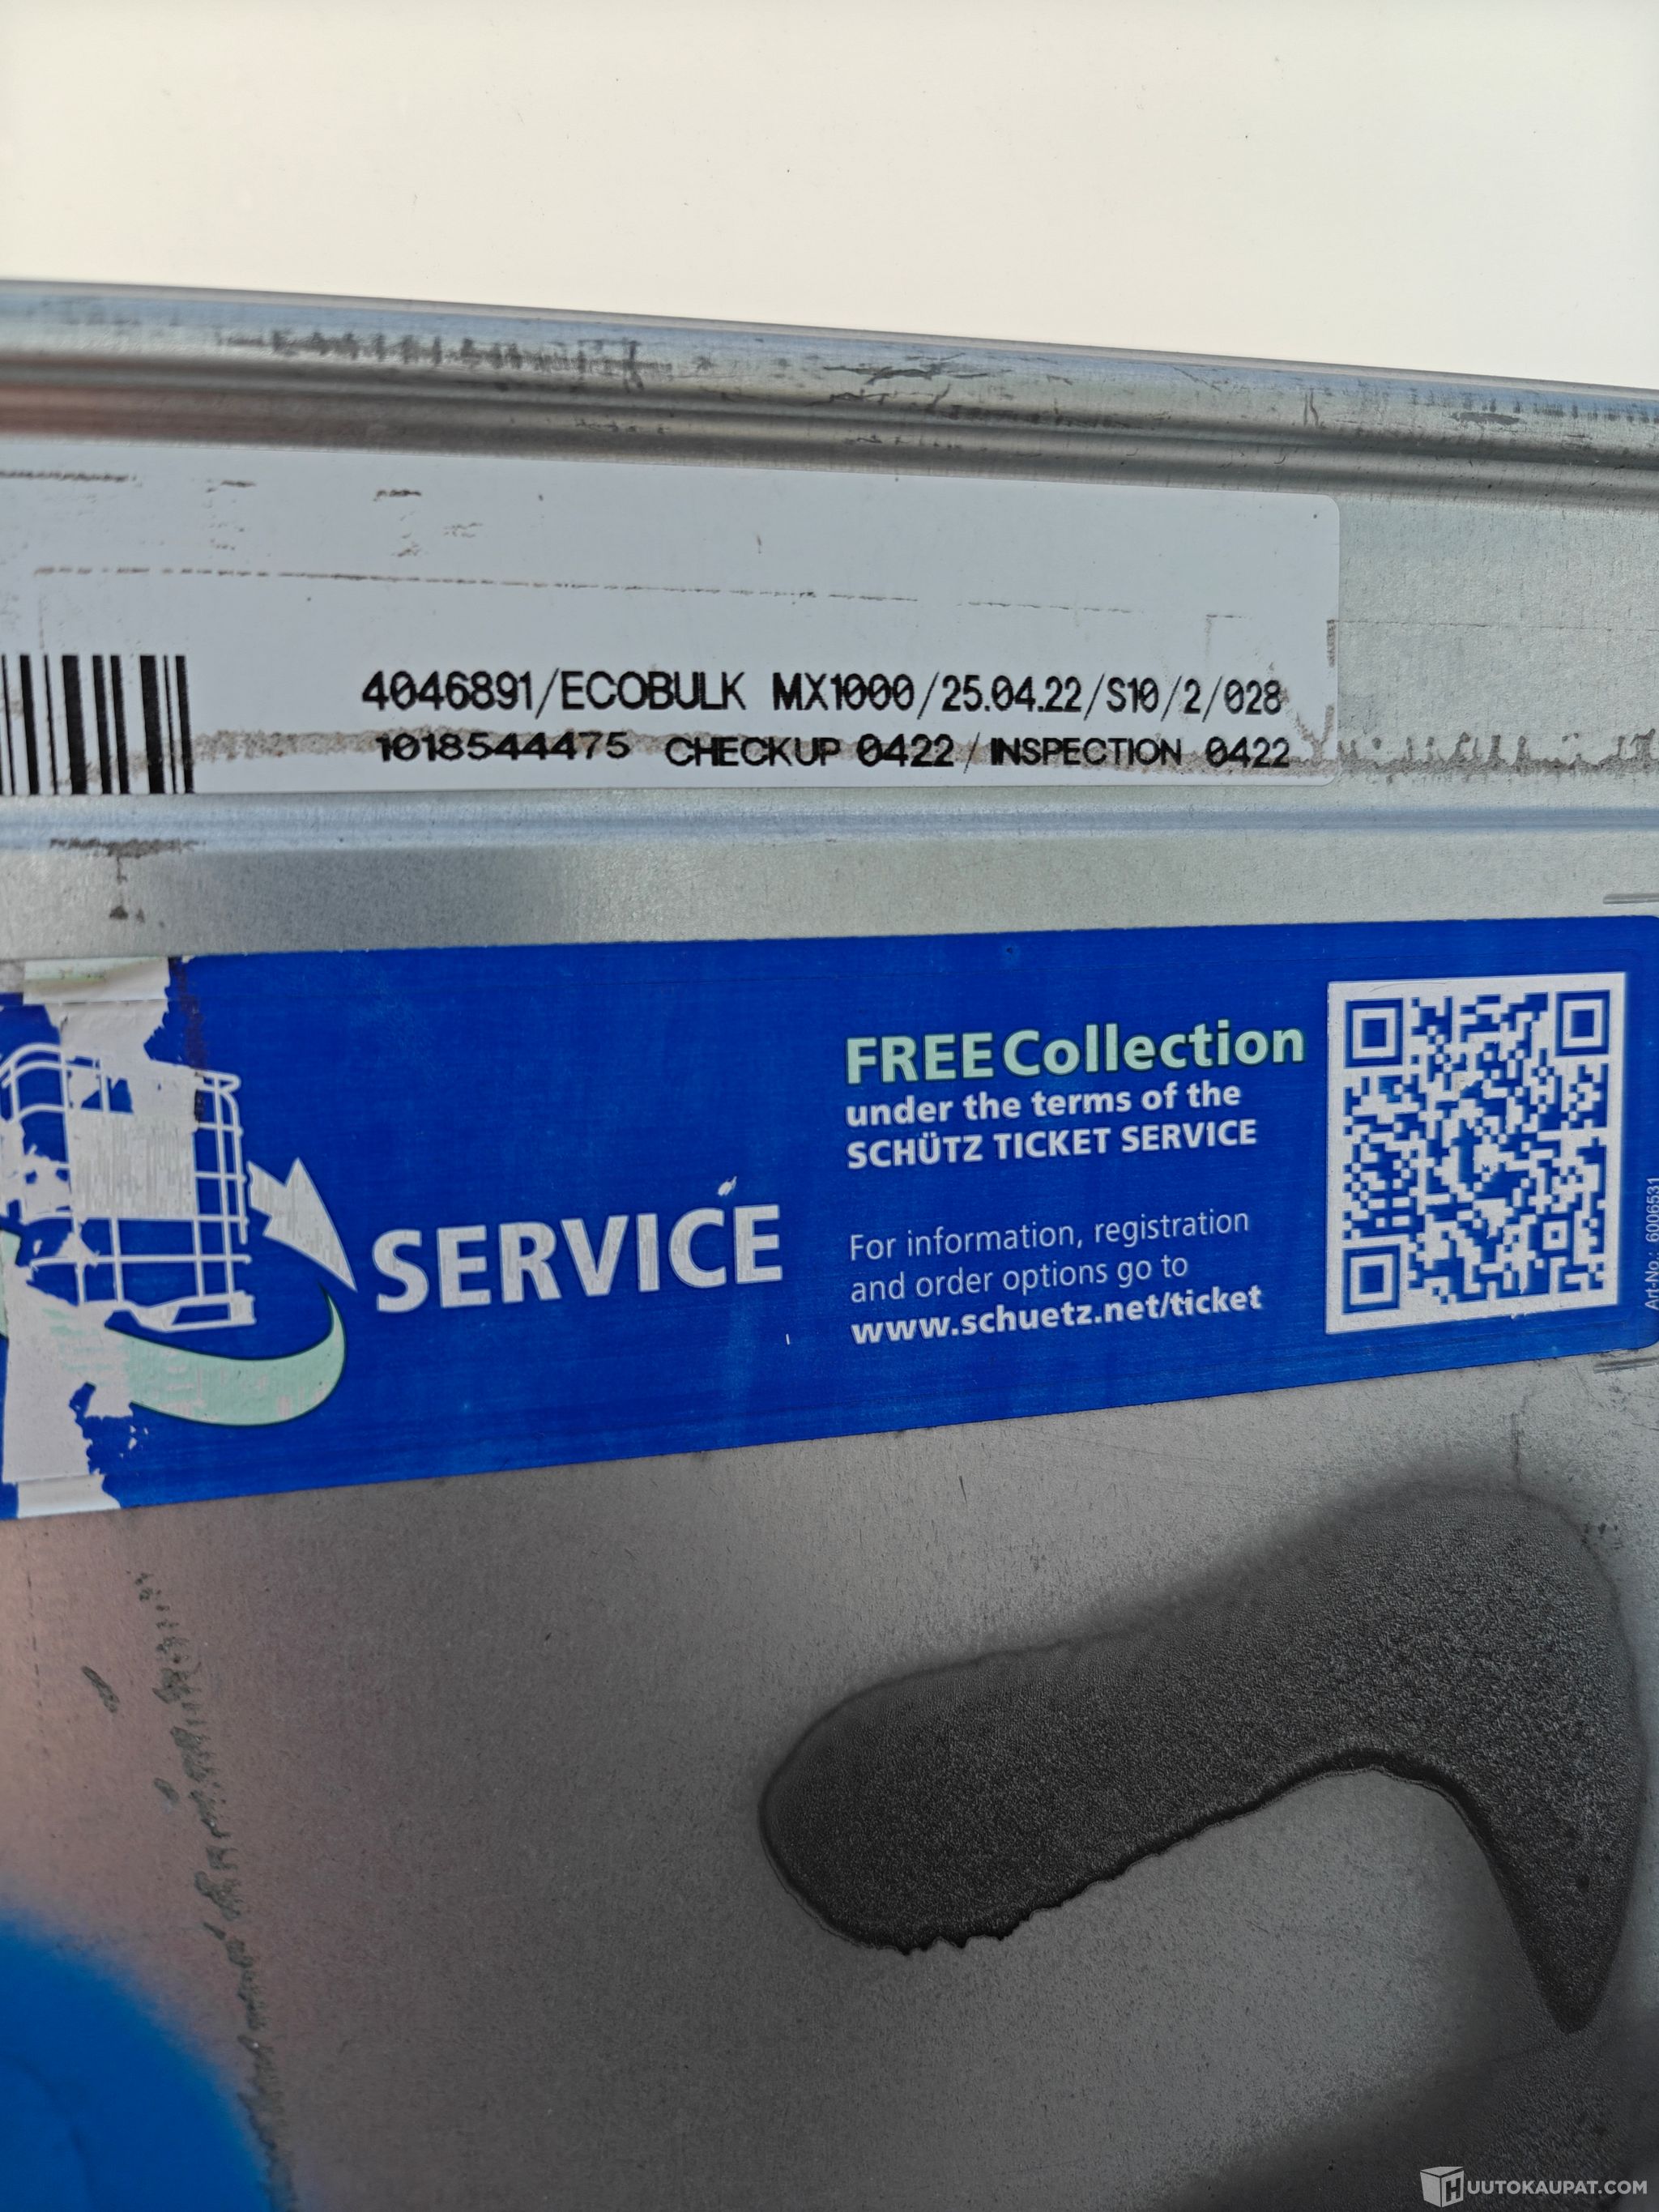 4046891/ECOBULK MX1000/25.04.22/S10/2/028
1018544475 CHECKUP 0422/INSPECTION 0422
SERVICE
FREE Collection
under the terms of the
SCHÜTZ TICKET SERVICE
For information, registration
and order options go to
www.schuetz.net/ticket
Art-No.: 6006531
HUUTOKAUPAT.COM